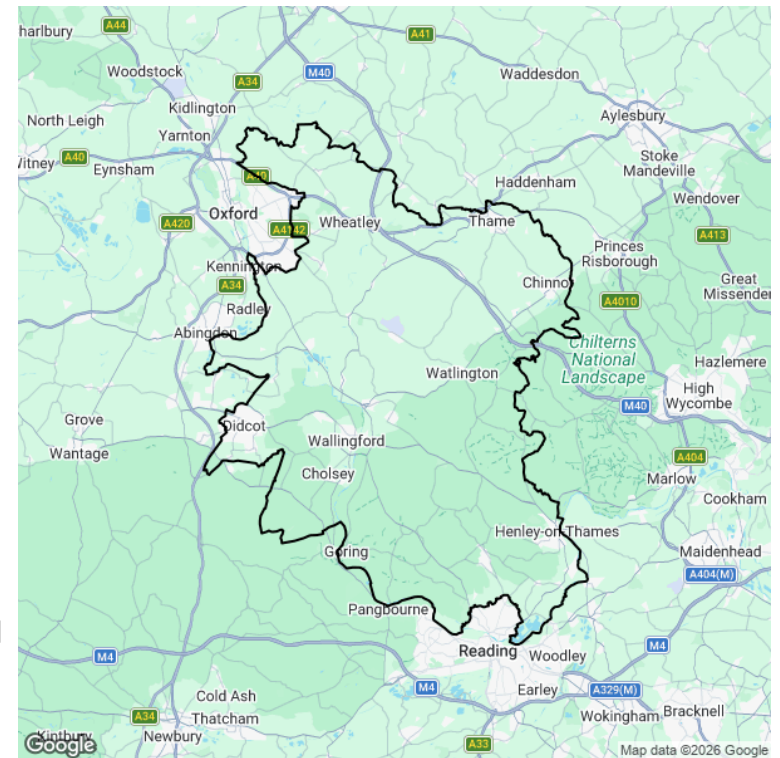 A44
A41
harlbury
M40
Woodstock
Waddesdon
A34
Kidlington
Aylesbury
North Leigh
Yarnton
Stoke
Mandeville
Witney
A40
Eynsham
A40
Haddenham
Wendover
Oxford
A420
Wheatley
Thame
A4142
A413
Princes
Risborough
Kennington
A34
Chinnor
Great
Missenden
Radley
A4010
Abingdon
Chilterns
National
Landscape
Hazlemere
Watlington
High
Wycombe
M40
Grove
Didcot
Wallingford
Wantage
A404
Cholsey
Marlow
Cookham
Henley-on-Thames
Goring
Maidenhead
A404(M)
Pangbourne
Reading
M4
M4
Woodley
M4
Earley
A329(M)
Cold Ash
Bracknell
A34
Thatcham
Wokingham
Kintbury
Newbury
A33
Google
Map data ©2026 Google